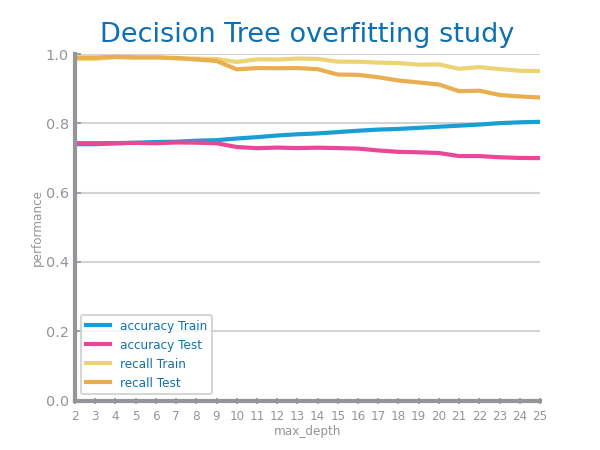 Decision Tree overfitting study
1.0
0.8
0.6
0.4
0.2
0.0
performance
accuracy Train
accuracy Test
recall Train
recall Test
2 3 4 5 6 7 8 9 10 11 12 13 14 15 16 17 18 19 20 21 22 23 24 25
max_depth